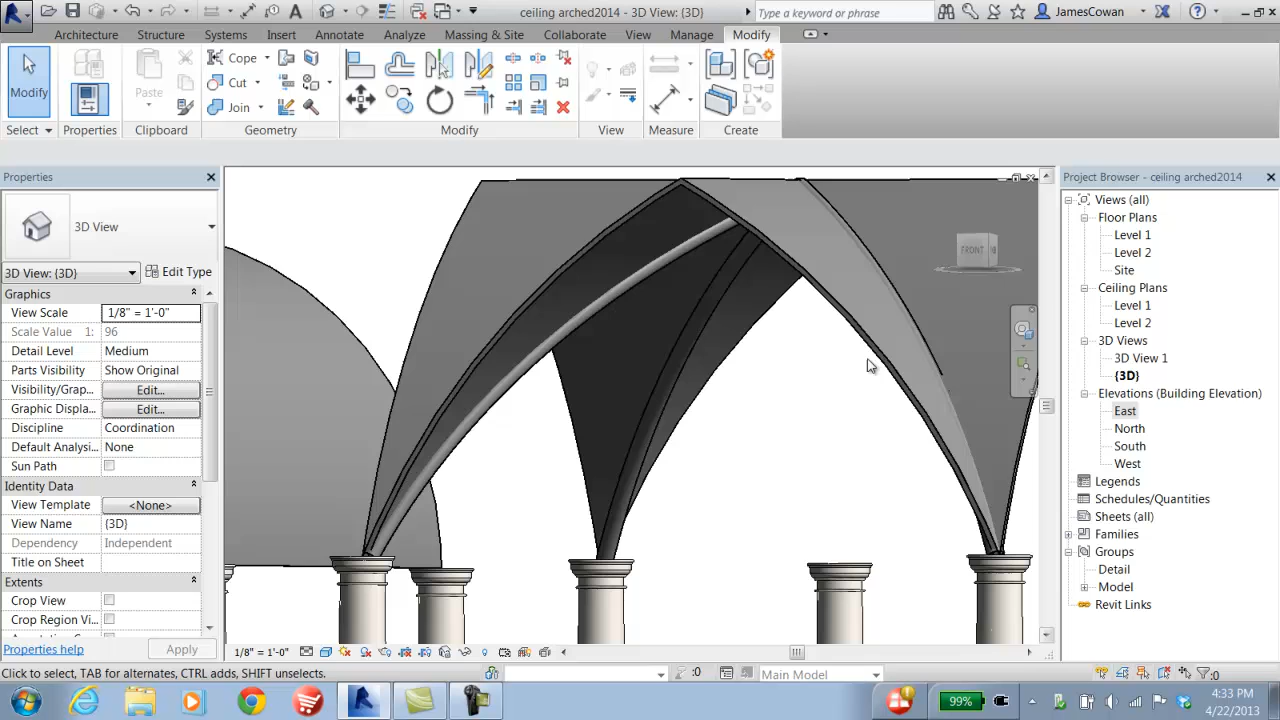 ceiling arched2014 - 3D View: {3D}
Type a keyword or phrase
JamesCowan
Architecture Structure Systems Insert Annotate Analyze Massing & Site Collaborate View Manage Modify
Modify
Paste
Cope
Cut
Join
Select Properties Clipboard Geometry Modify View Measure Create
Properties
3D View
3D View: {3D}
Edit Type
Graphics
View Scale 1/8" = 1'-0"
Scale Value 1: 96
Detail Level Medium
Parts Visibility Show Original
Visibility/Grap... Edit...
Graphic Displa... Edit...
Discipline Coordination
Default Analysi... None
Sun Path
Identity Data
View Template <None>
View Name {3D}
Dependency Independent
Title on Sheet
Extents
Crop View
Crop Region Vi...
Properties help
Apply
FRONT
Project Browser - ceiling arched2014
Views (all)
Floor Plans
Level 1
Level 2
Site
Ceiling Plans
Level 1
Level 2
3D Views
3D View 1
{3D}
Elevations (Building Elevation)
East
North
South
West
Legends
Schedules/Quantities
Sheets (all)
Families
Groups
Detail
Model
Revit Links
1/8" = 1'-0"
Click to select, TAB for alternates, CTRL adds, SHIFT unselects.
:0
Main Model
:0
99%
4:33 PM
4/22/2013